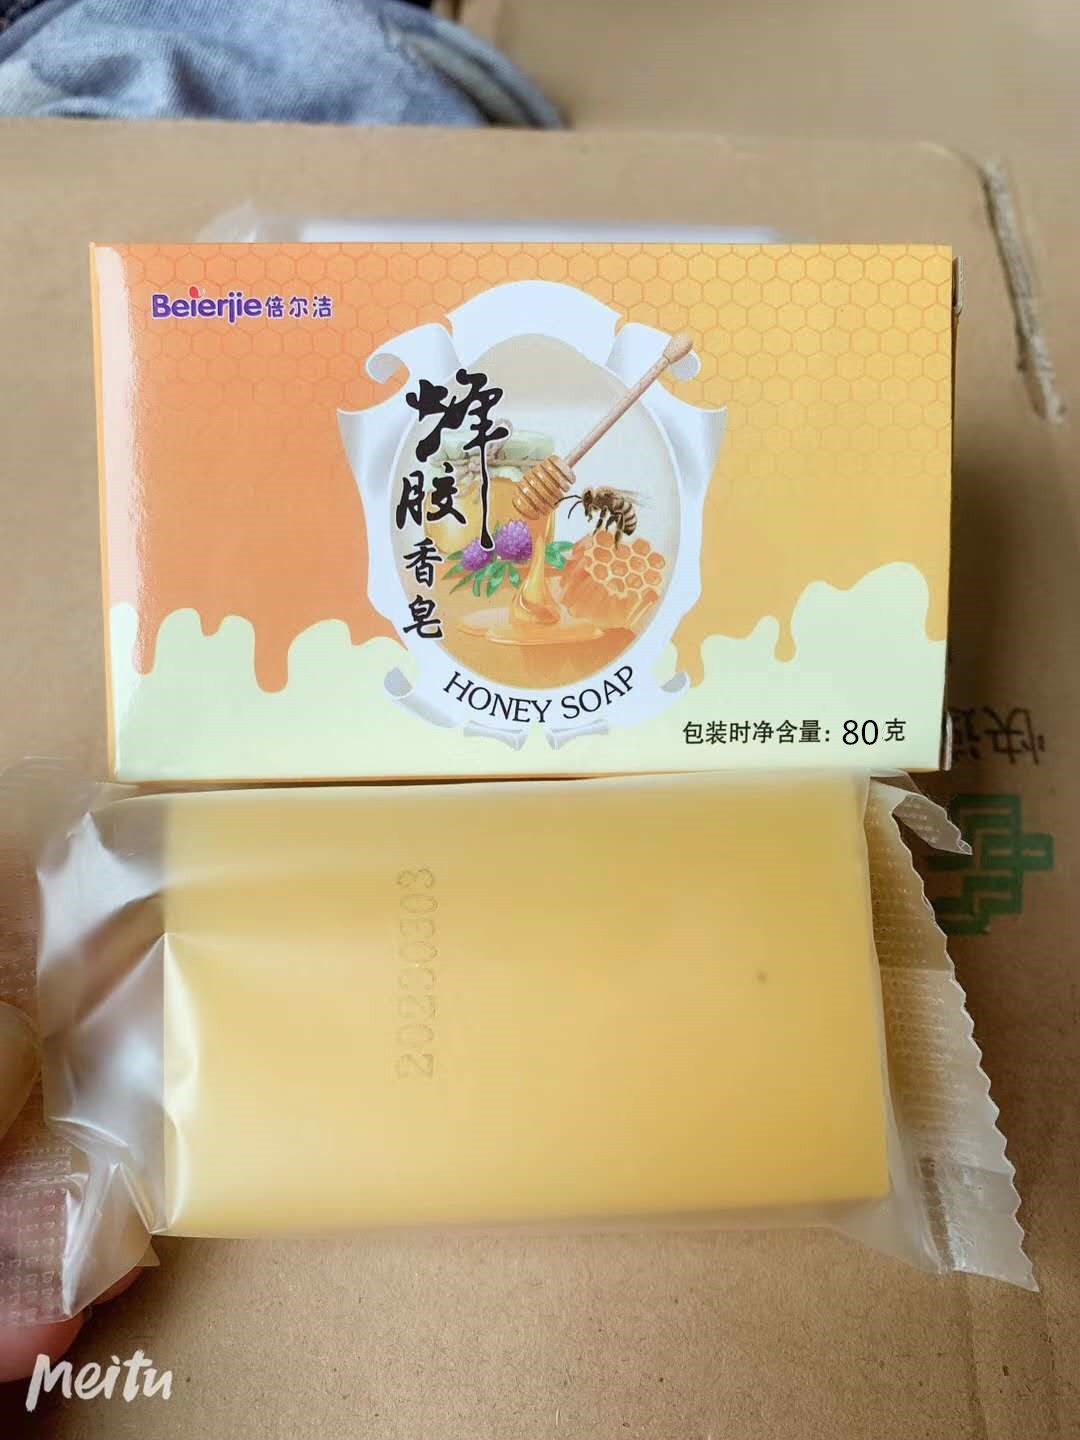 Beierjie倍尔洁
蜂胶
香皂
HONEY SOAP
包装时净含量：80克
20230303
Meitu